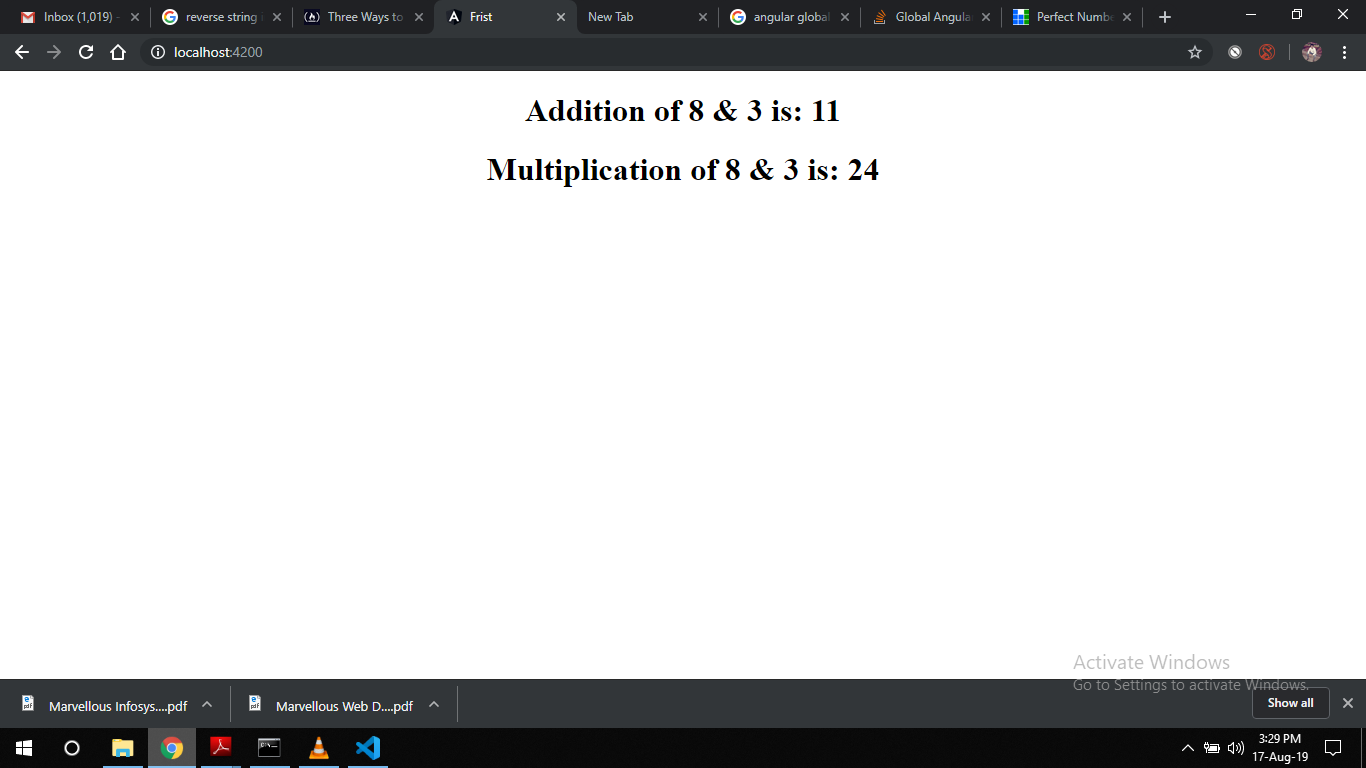 Inbox (1,019) -
reverse string i
Three Ways to
Frist
New Tab
angular global
Global Angula
Perfect Numbe
localhost:4200
Addition of 8 & 3 is: 11
Multiplication of 8 & 3 is: 24
Activate Windows
Go to Settings to activate Windows.
Marvellous Infosys....pdf
Marvellous Web D....pdf
Show all
3:29 PM
17-Aug-19